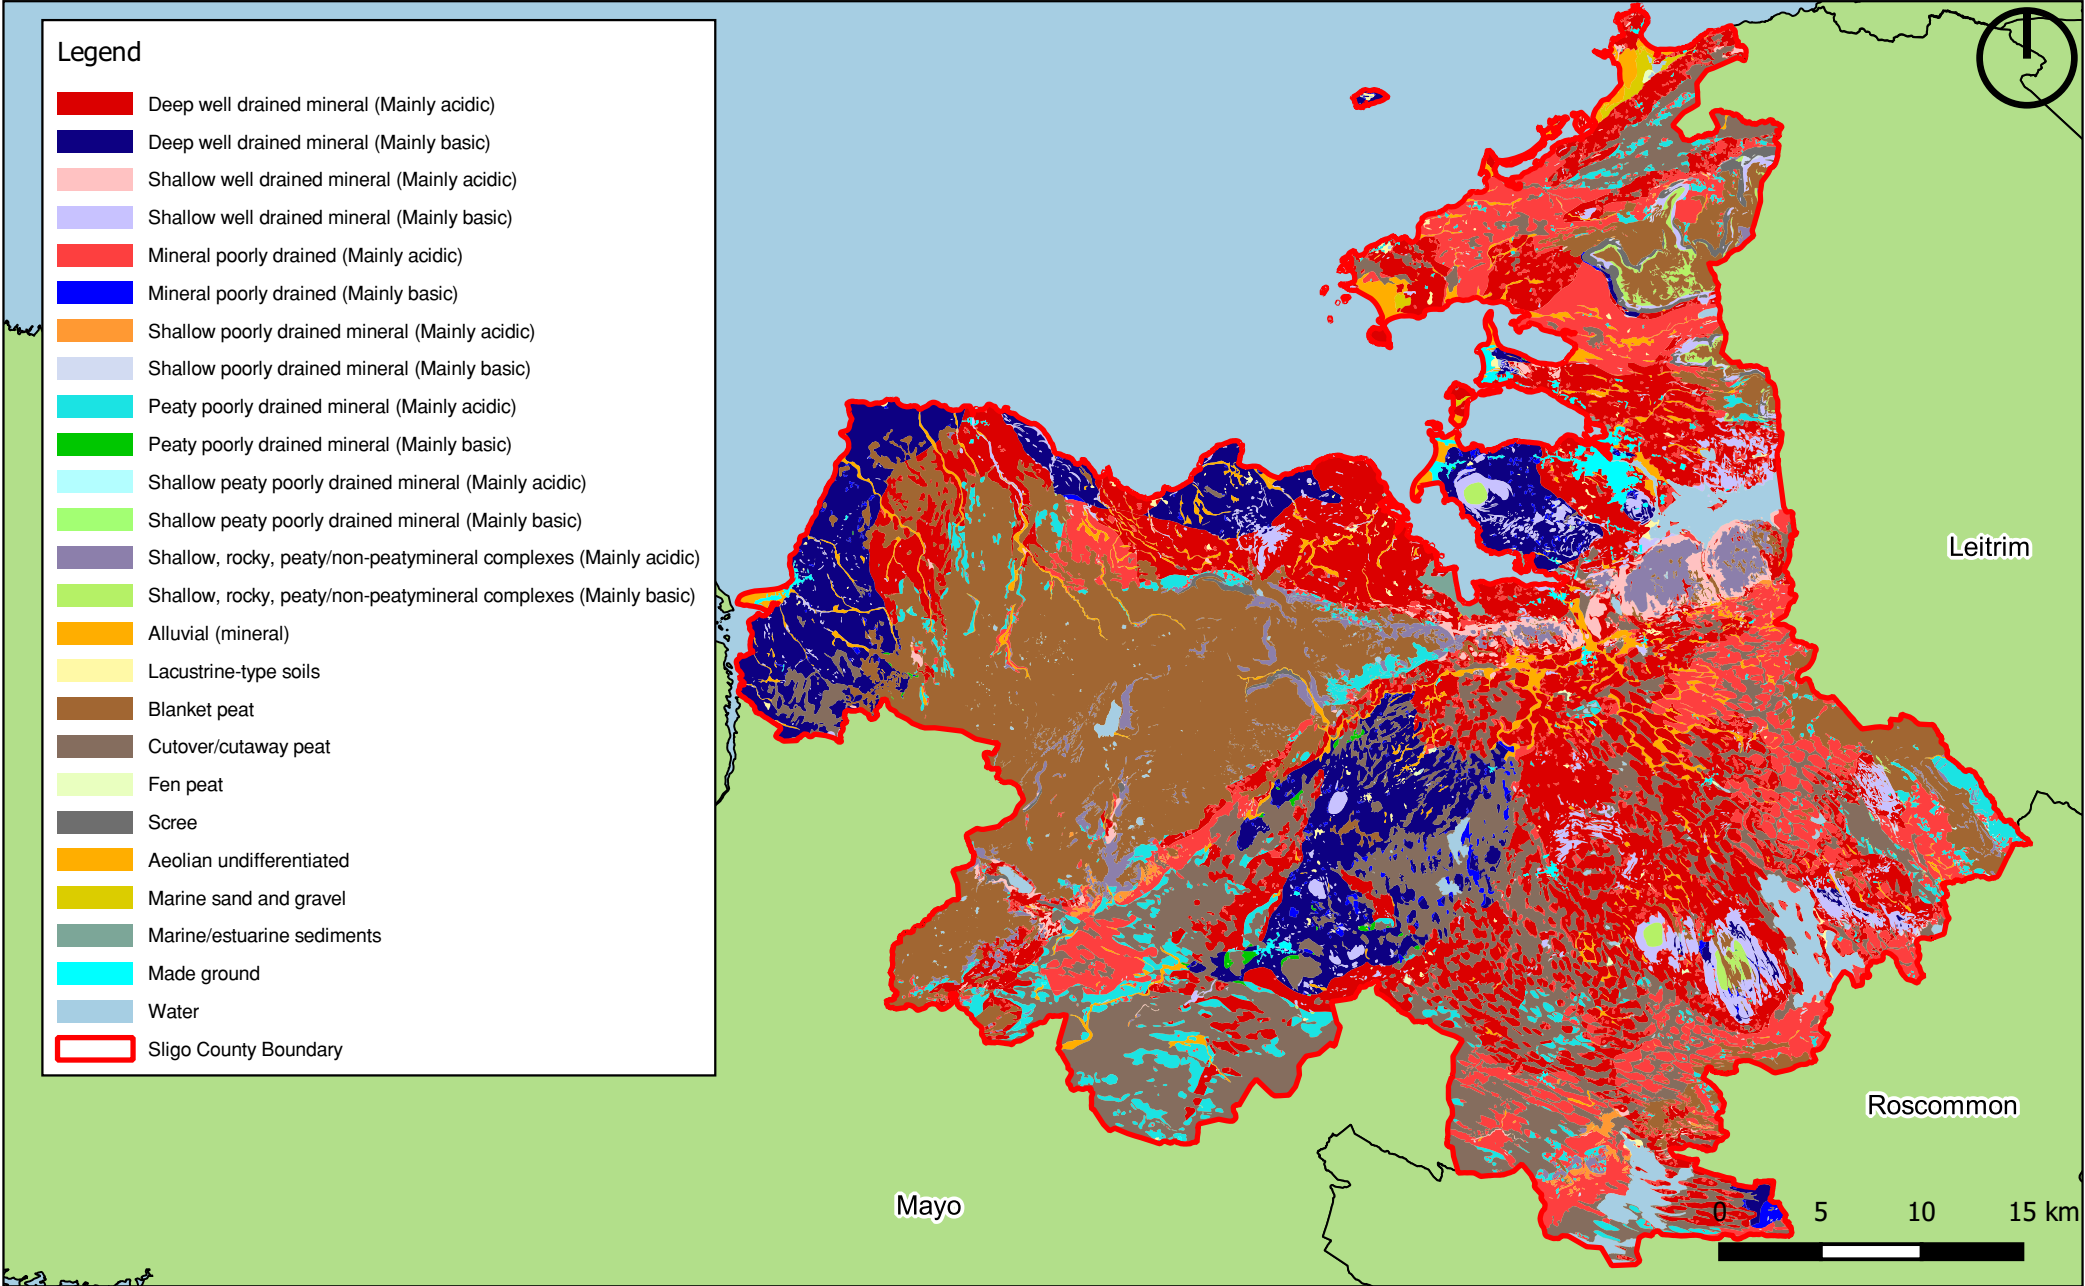 Legend
Deep well drained mineral (Mainly acidic)
Deep well drained mineral (Mainly basic)
Shallow well drained mineral (Mainly acidic)
Shallow well drained mineral (Mainly basic)
Mineral poorly drained (Mainly acidic)
Mineral poorly drained (Mainly basic)
Shallow poorly drained mineral (Mainly acidic)
Shallow poorly drained mineral (Mainly basic)
Peaty poorly drained mineral (Mainly acidic)
Peaty poorly drained mineral (Mainly basic)
Shallow peaty poorly drained mineral (Mainly acidic)
Shallow peaty poorly drained mineral (Mainly basic)
Shallow, rocky, peaty/non-peatymineral complexes (Mainly acidic)
Shallow, rocky, peaty/non-peatymineral complexes (Mainly basic)
Alluvial (mineral)
Lacustrine-type soils
Blanket peat
Cutover/cutaway peat
Fen peat
Scree
Aeolian undifferentiated
Marine sand and gravel
Marine/estuarine sediments
Made ground
Water
Sligo County Boundary
Leitrim
Roscommon
Mayo
0 5 10 15 km